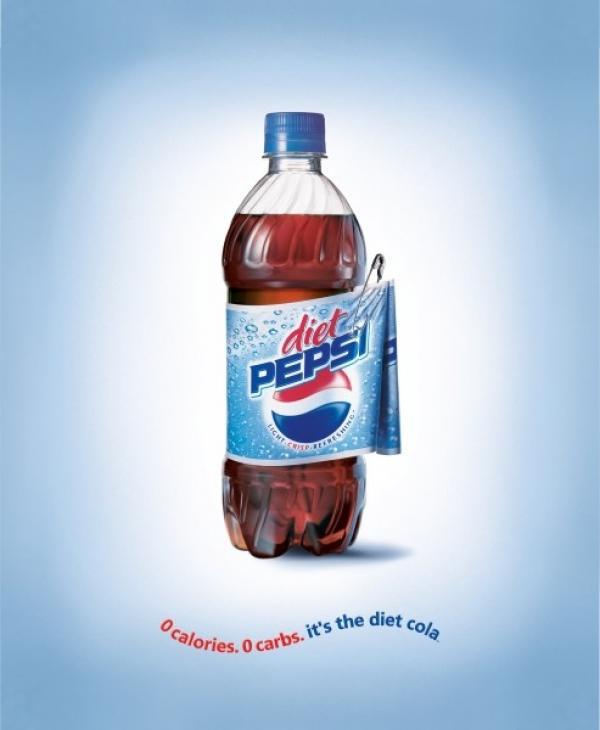 diet
PEPSI
LIGHT·CRISP·REFRESHING·
0 calories. 0 carbs. it's the diet cola